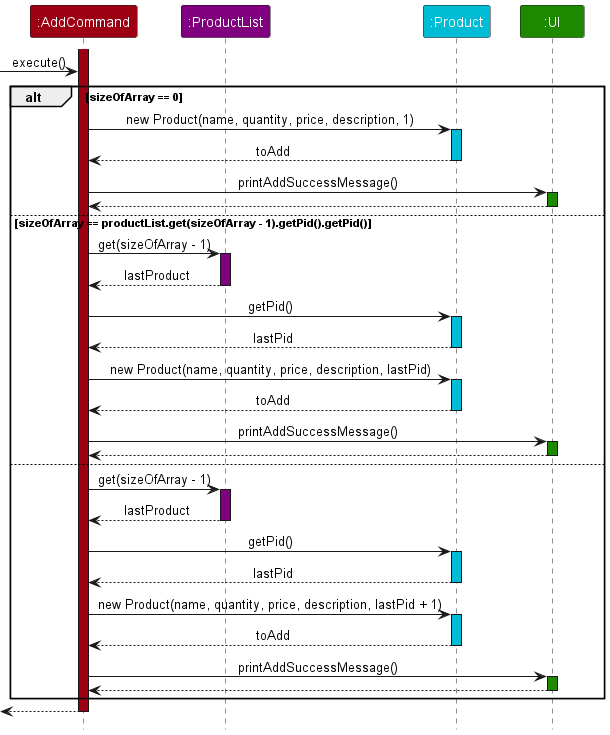 :AddCommand :ProductList :Product :UI
execute()
alt [sizeOfArray == 0]
new Product(name, quantity, price, description, 1)
toAdd
printAddSuccessMessage()
[sizeOfArray == productList.get(sizeOfArray - 1).getPid().getPid()]
get(sizeOfArray - 1)
lastProduct
getPid()
lastPid
new Product(name, quantity, price, description, lastPid)
toAdd
printAddSuccessMessage()
get(sizeOfArray - 1)
lastProduct
getPid()
lastPid
new Product(name, quantity, price, description, lastPid + 1)
toAdd
printAddSuccessMessage()